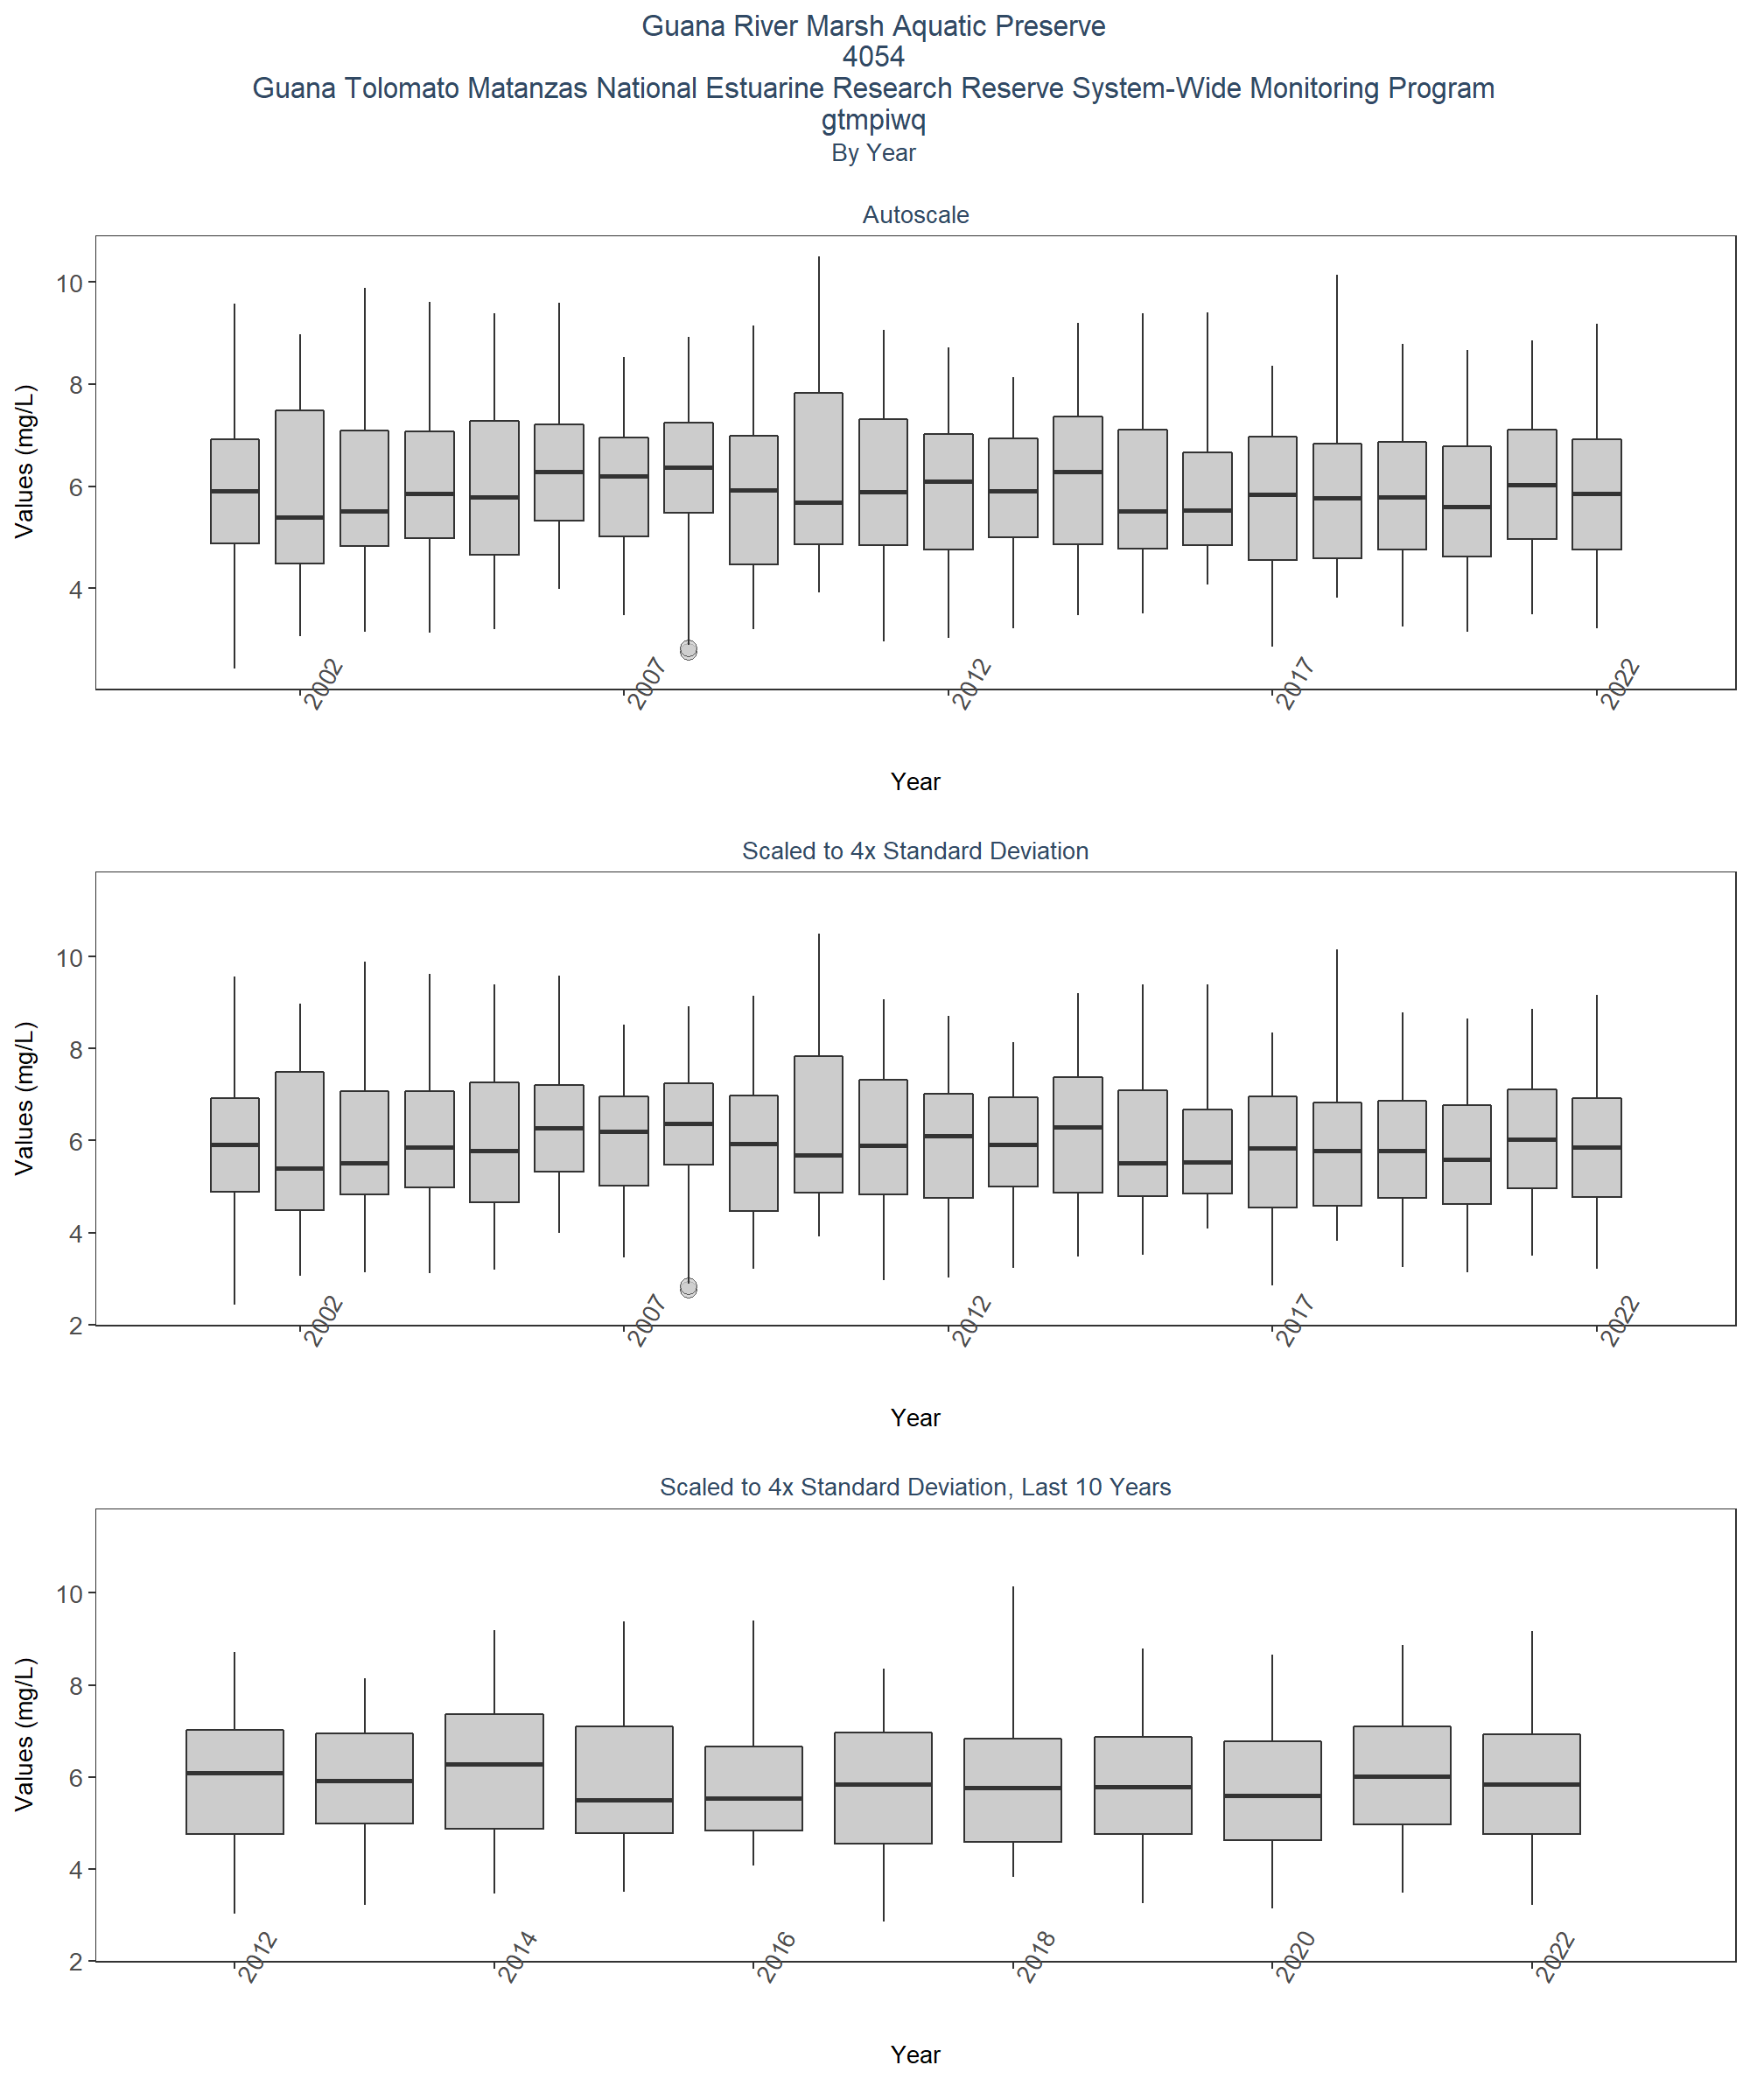 Guana River Marsh Aquatic Preserve
4054
Guana Tolomato Matanzas National Estuarine Research Reserve System-Wide Monitoring Program
gtmpiwq
By Year
Autoscale
Values (mg/L)
10
8
6
4
2002 2007 2012 2017 2022
Year
Scaled to 4x Standard Deviation
Values (mg/L)
10
8
6
4
2
2002 2007 2012 2017 2022
Year
Scaled to 4x Standard Deviation, Last 10 Years
Values (mg/L)
10
8
6
4
2
2012 2014 2016 2018 2020 2022
Year